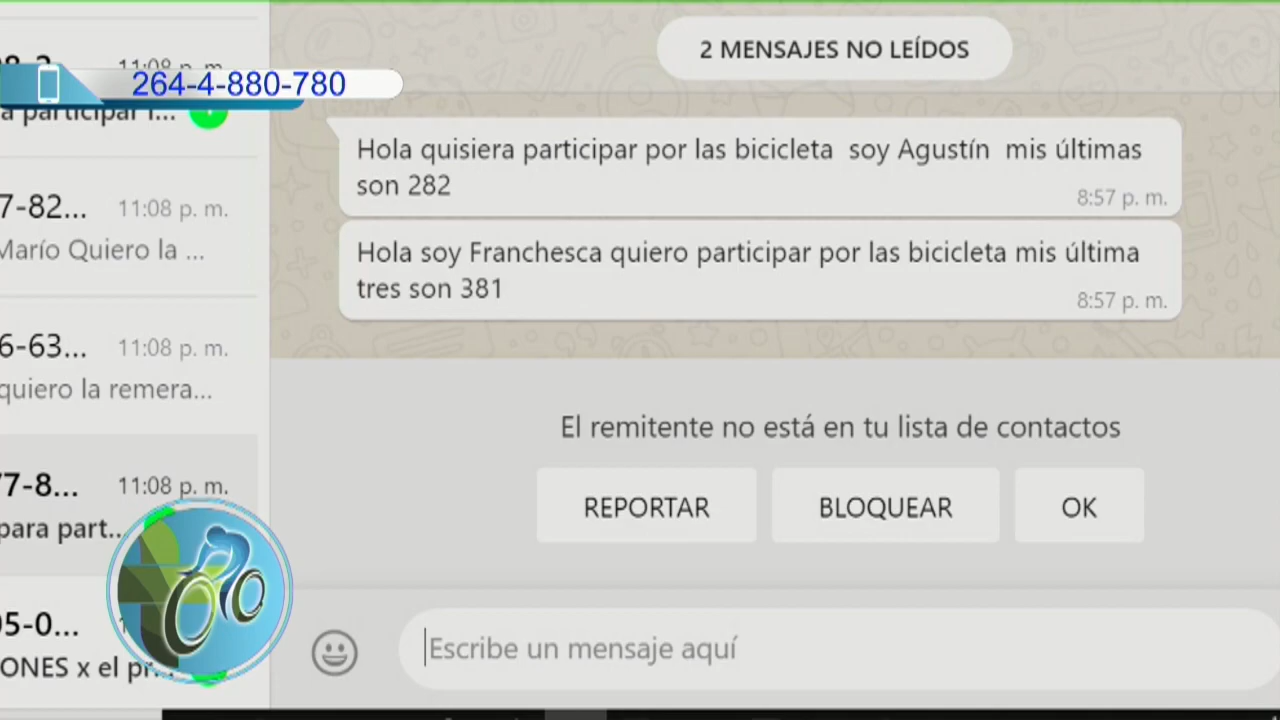 11:08 p. m.
264-4-880-780
a participar
7-82... 11:08 p. m.
Marío Quiero la ...
6-63... 11:08 p. m.
quiero la remera...
77-8... 11:08 p. m.
para part...
05-0...
ONES x el pr...
2 MENSAJES NO LEÍDOS
Hola quisiera participar por las bicicleta soy Agustín mis últimas
son 282
8:57 p. m.
Hola soy Franchesca quiero participar por las bicicleta mis última
tres son 381
8:57 p. m.
El remitente no está en tu lista de contactos
REPORTAR BLOQUEAR OK
Escribe un mensaje aquí